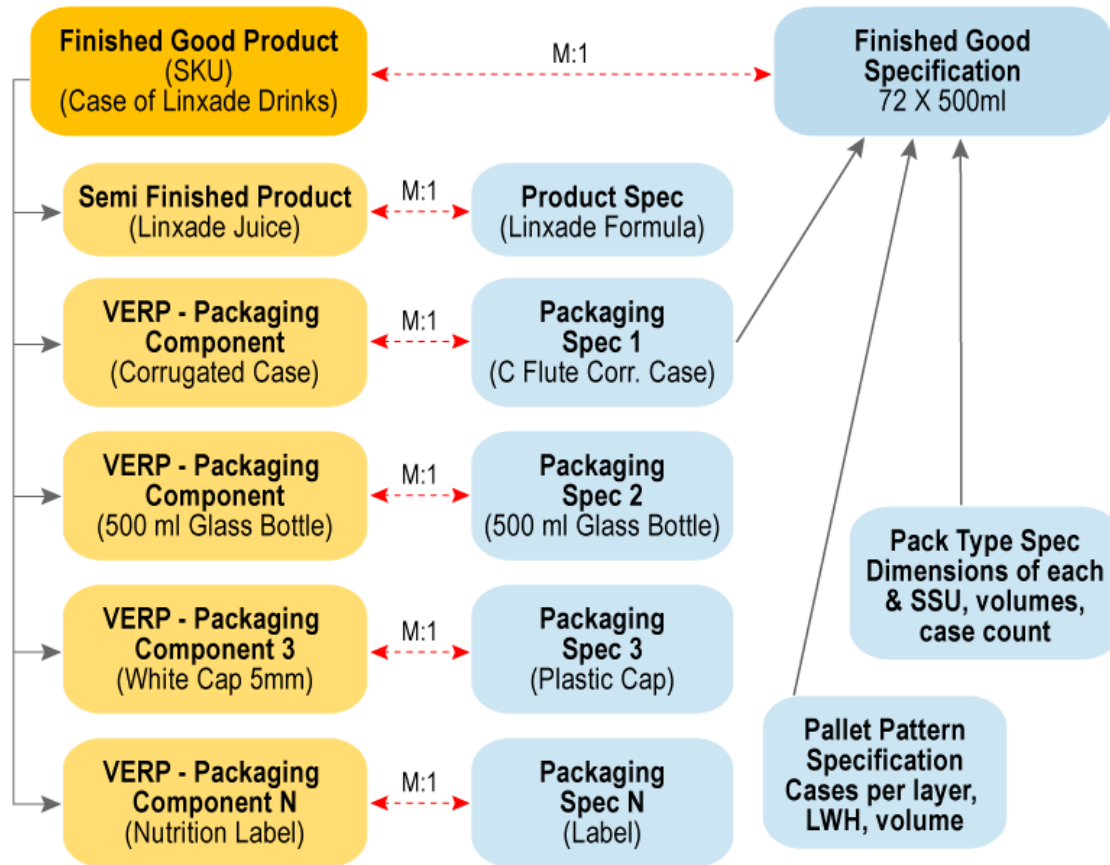 Finished Good Product
(SKU)
(Case of Linxade Drinks)
M:1
Finished Good
Specification
72 X 500ml
Semi Finished Product
(Linxade Juice)
M:1
Product Spec
(Linxade Formula)
VERP - Packaging
Component
(Corrugated Case)
M:1
Packaging
Spec 1
(C Flute Corr. Case)
VERP - Packaging
Component
(500 ml Glass Bottle)
M:1
Packaging
Spec 2
(500 ml Glass Bottle)
Pack Type Spec
Dimensions of each
& SSU, volumes,
case count
VERP - Packaging
Component 3
(White Cap 5mm)
M:1
Packaging
Spec 3
(Plastic Cap)
Pallet Pattern
Specification
Cases per layer,
LWH, volume
VERP - Packaging
Component N
(Nutrition Label)
M:1
Packaging
Spec N
(Label)